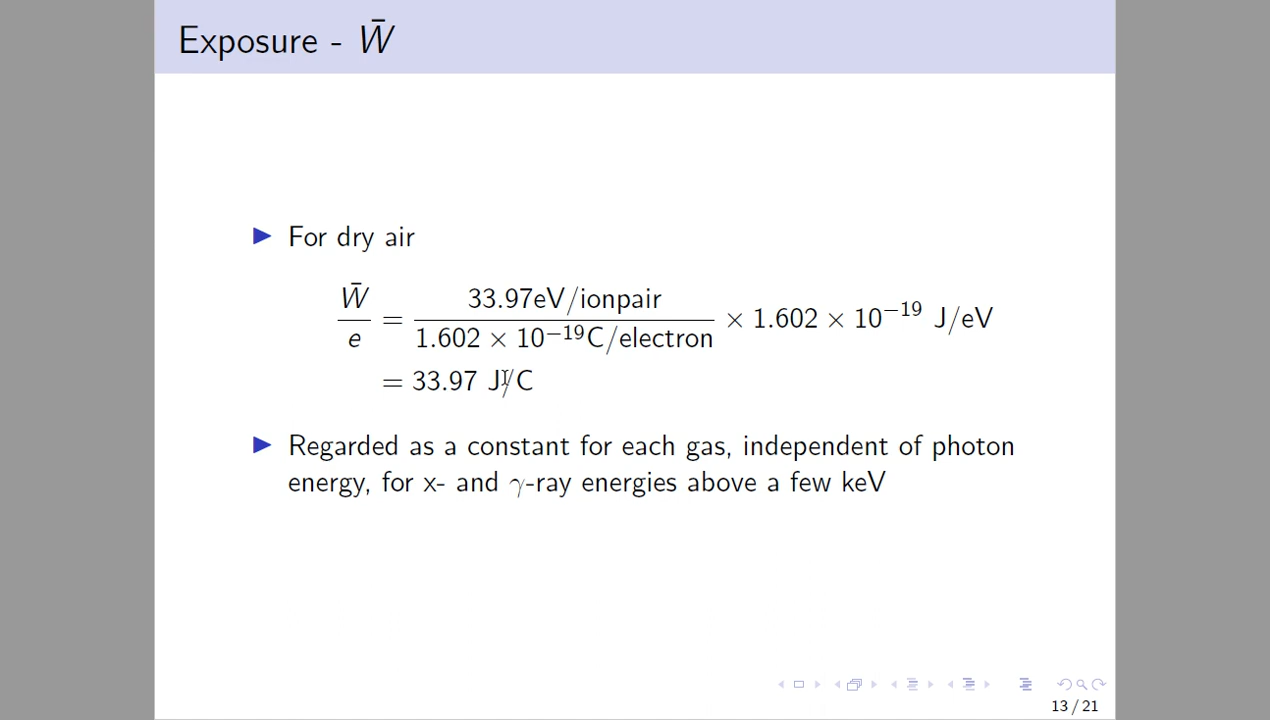 Exposure - W̄
▶ For dry air
W̄/e = 33.97eV/ionpair / 1.602 × 10⁻¹⁹C/electron × 1.602 × 10⁻¹⁹ J/eV
= 33.97 J/C
▶ Regarded as a constant for each gas, independent of photon
energy, for x- and γ-ray energies above a few keV
13 / 21